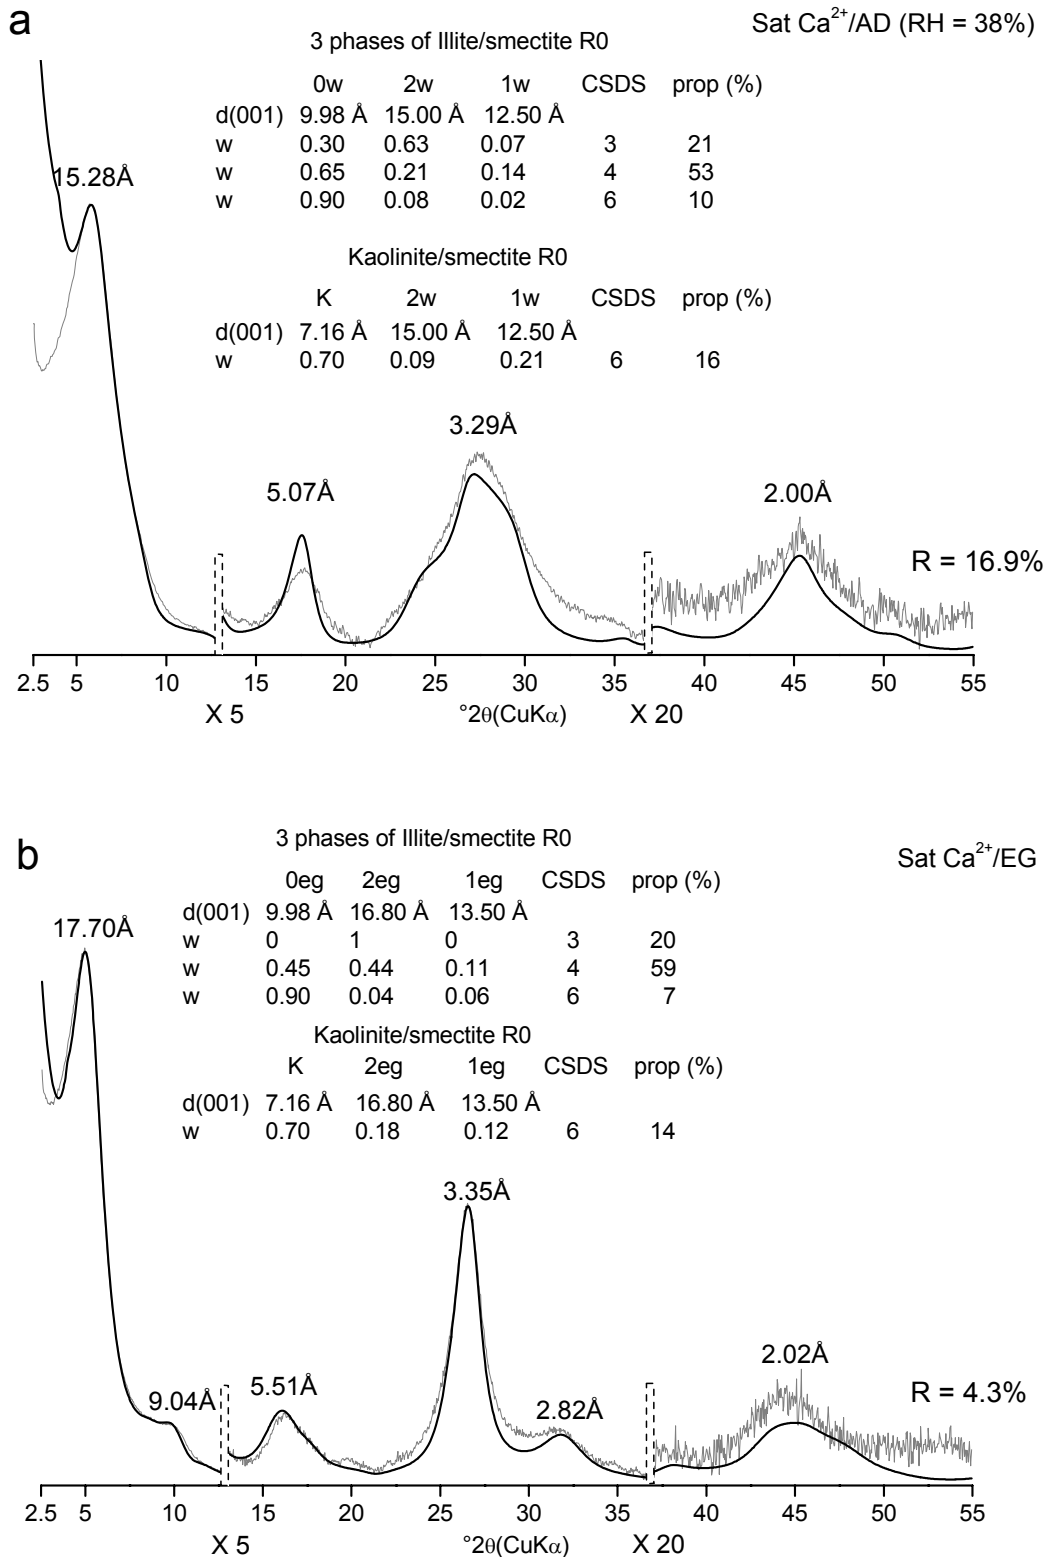 a
Sat Ca²⁺/AD (RH = 38%)
3 phases of Illite/smectite R0
0w 2w 1w CSDS prop (%)
d(001) 9.98 Å 15.00 Å 12.50 Å
w 0.30 0.63 0.07 3 21
w 0.65 0.21 0.14 4 53
w 0.90 0.08 0.02 6 10
15.28Å
Kaolinite/smectite R0
K 2w 1w CSDS prop (%)
d(001) 7.16 Å 15.00 Å 12.50 Å
w 0.70 0.09 0.21 6 16
3.29Å
5.07Å
2.00Å
R = 16.9%
2.5 5 10 15 20 25 30 35 40 45 50 55
X 5 °2θ(CuKα) X 20
b
3 phases of Illite/smectite R0
Sat Ca²⁺/EG
0eg 2eg 1eg CSDS prop (%)
d(001) 9.98 Å 16.80 Å 13.50 Å
17.70Å
w 0 1 0 3 20
w 0.45 0.44 0.11 4 59
w 0.90 0.04 0.06 6 7
Kaolinite/smectite R0
K 2eg 1eg CSDS prop (%)
d(001) 7.16 Å 16.80 Å 13.50 Å
w 0.70 0.18 0.12 6 14
3.35Å
2.02Å
5.51Å
R = 4.3%
9.04Å
2.82Å
2.5 5 10 15 20 25 30 35 40 45 50 55
X 5 °2θ(CuKα) X 20